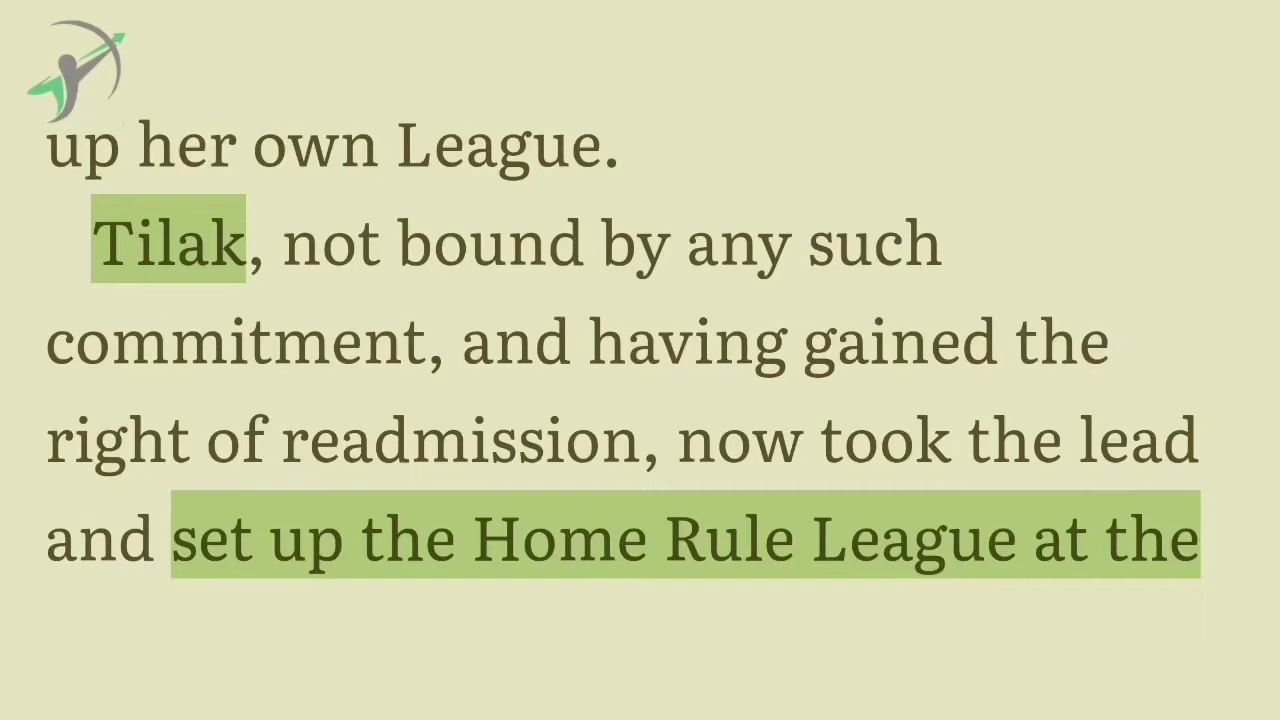 up her own League.
Tilak, not bound by any such
commitment, and having gained the
right of readmission, now took the lead
and set up the Home Rule League at the